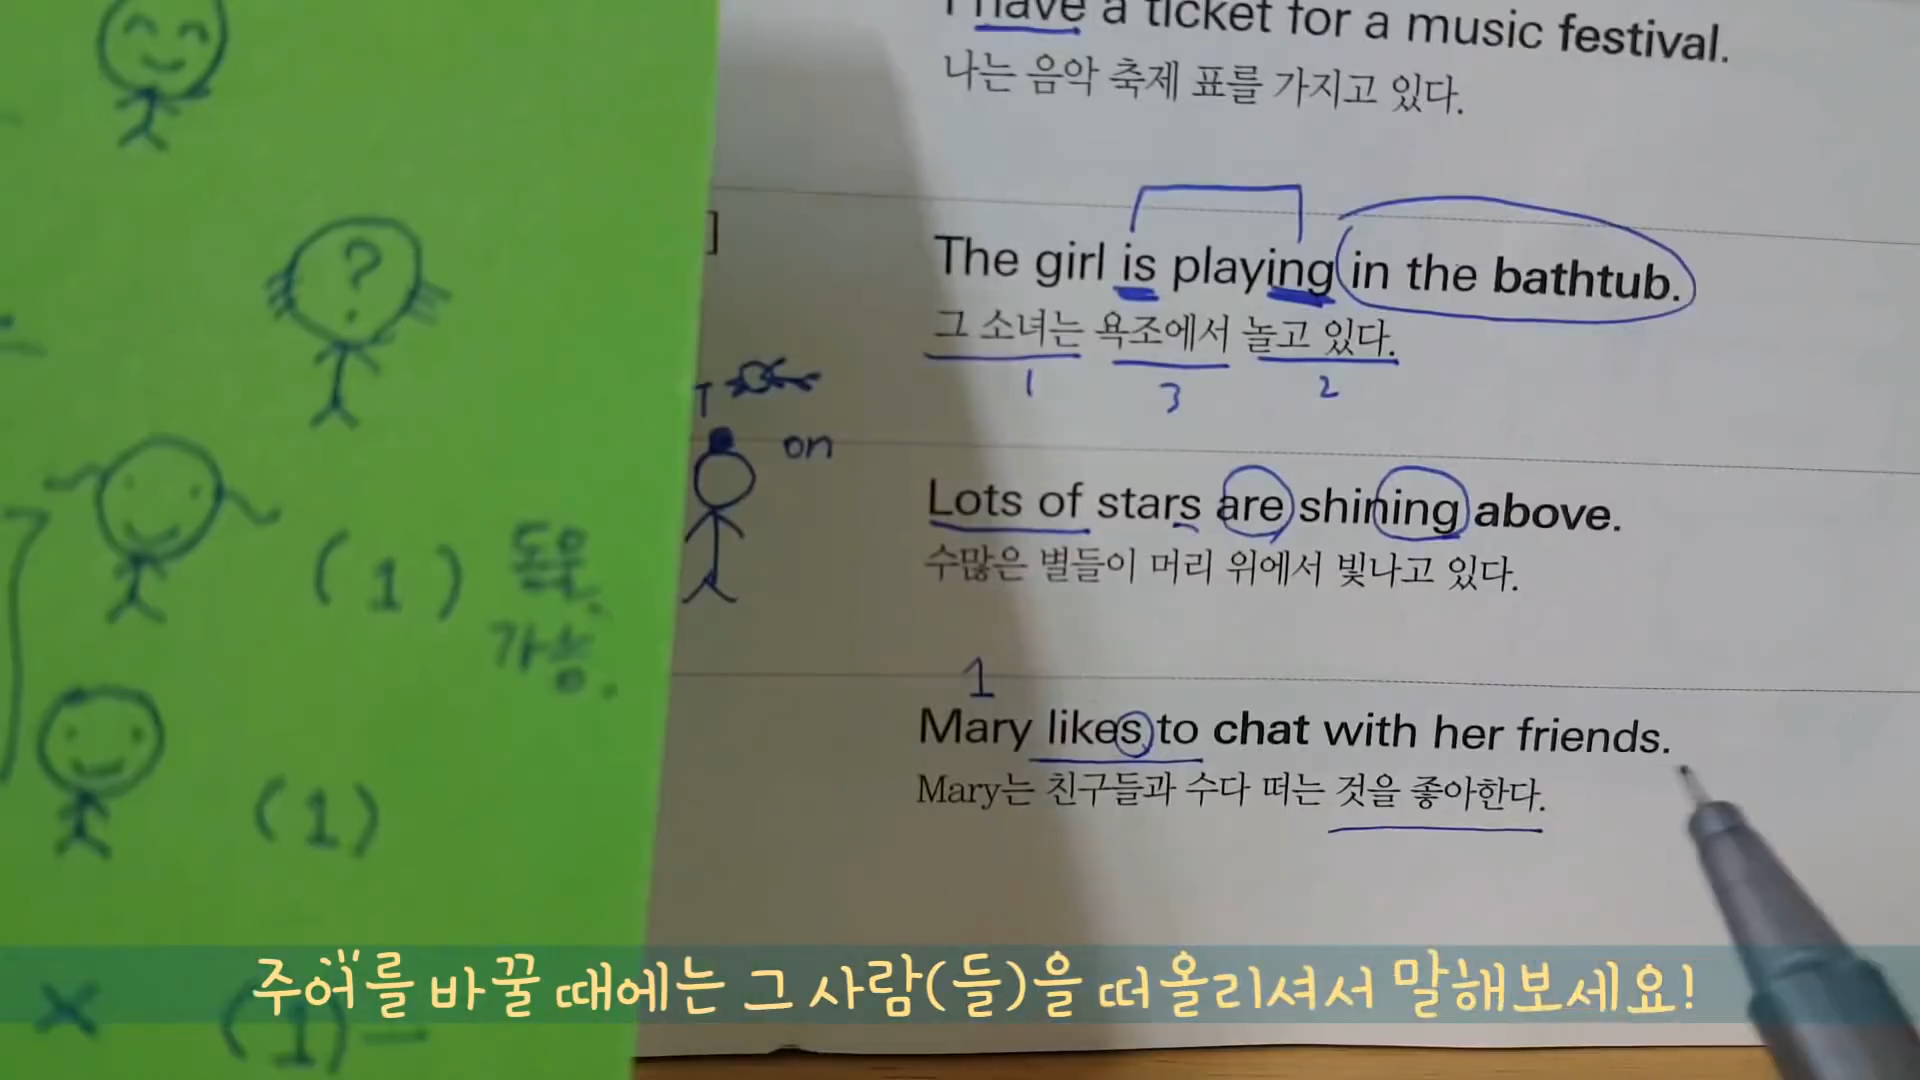 I have a ticket for a music festival.
나는 음악 축제 표를 가지고 있다.
]
The girl is playing in the bathtub.
그 소녀는 욕조에서 놀고 있다.
1 3 2
on
Lots of stars are shining above.
수많은 별들이 머리 위에서 빛나고 있다.
1
Mary likes to chat with her friends.
Mary는 친구들과 수다 떠는 것을 좋아한다.
?
(1) 동물
가능.
(1)
× (1)
주어를 바꿀 때에는 그 사람(들)을 떠올리셔서 말해보세요!